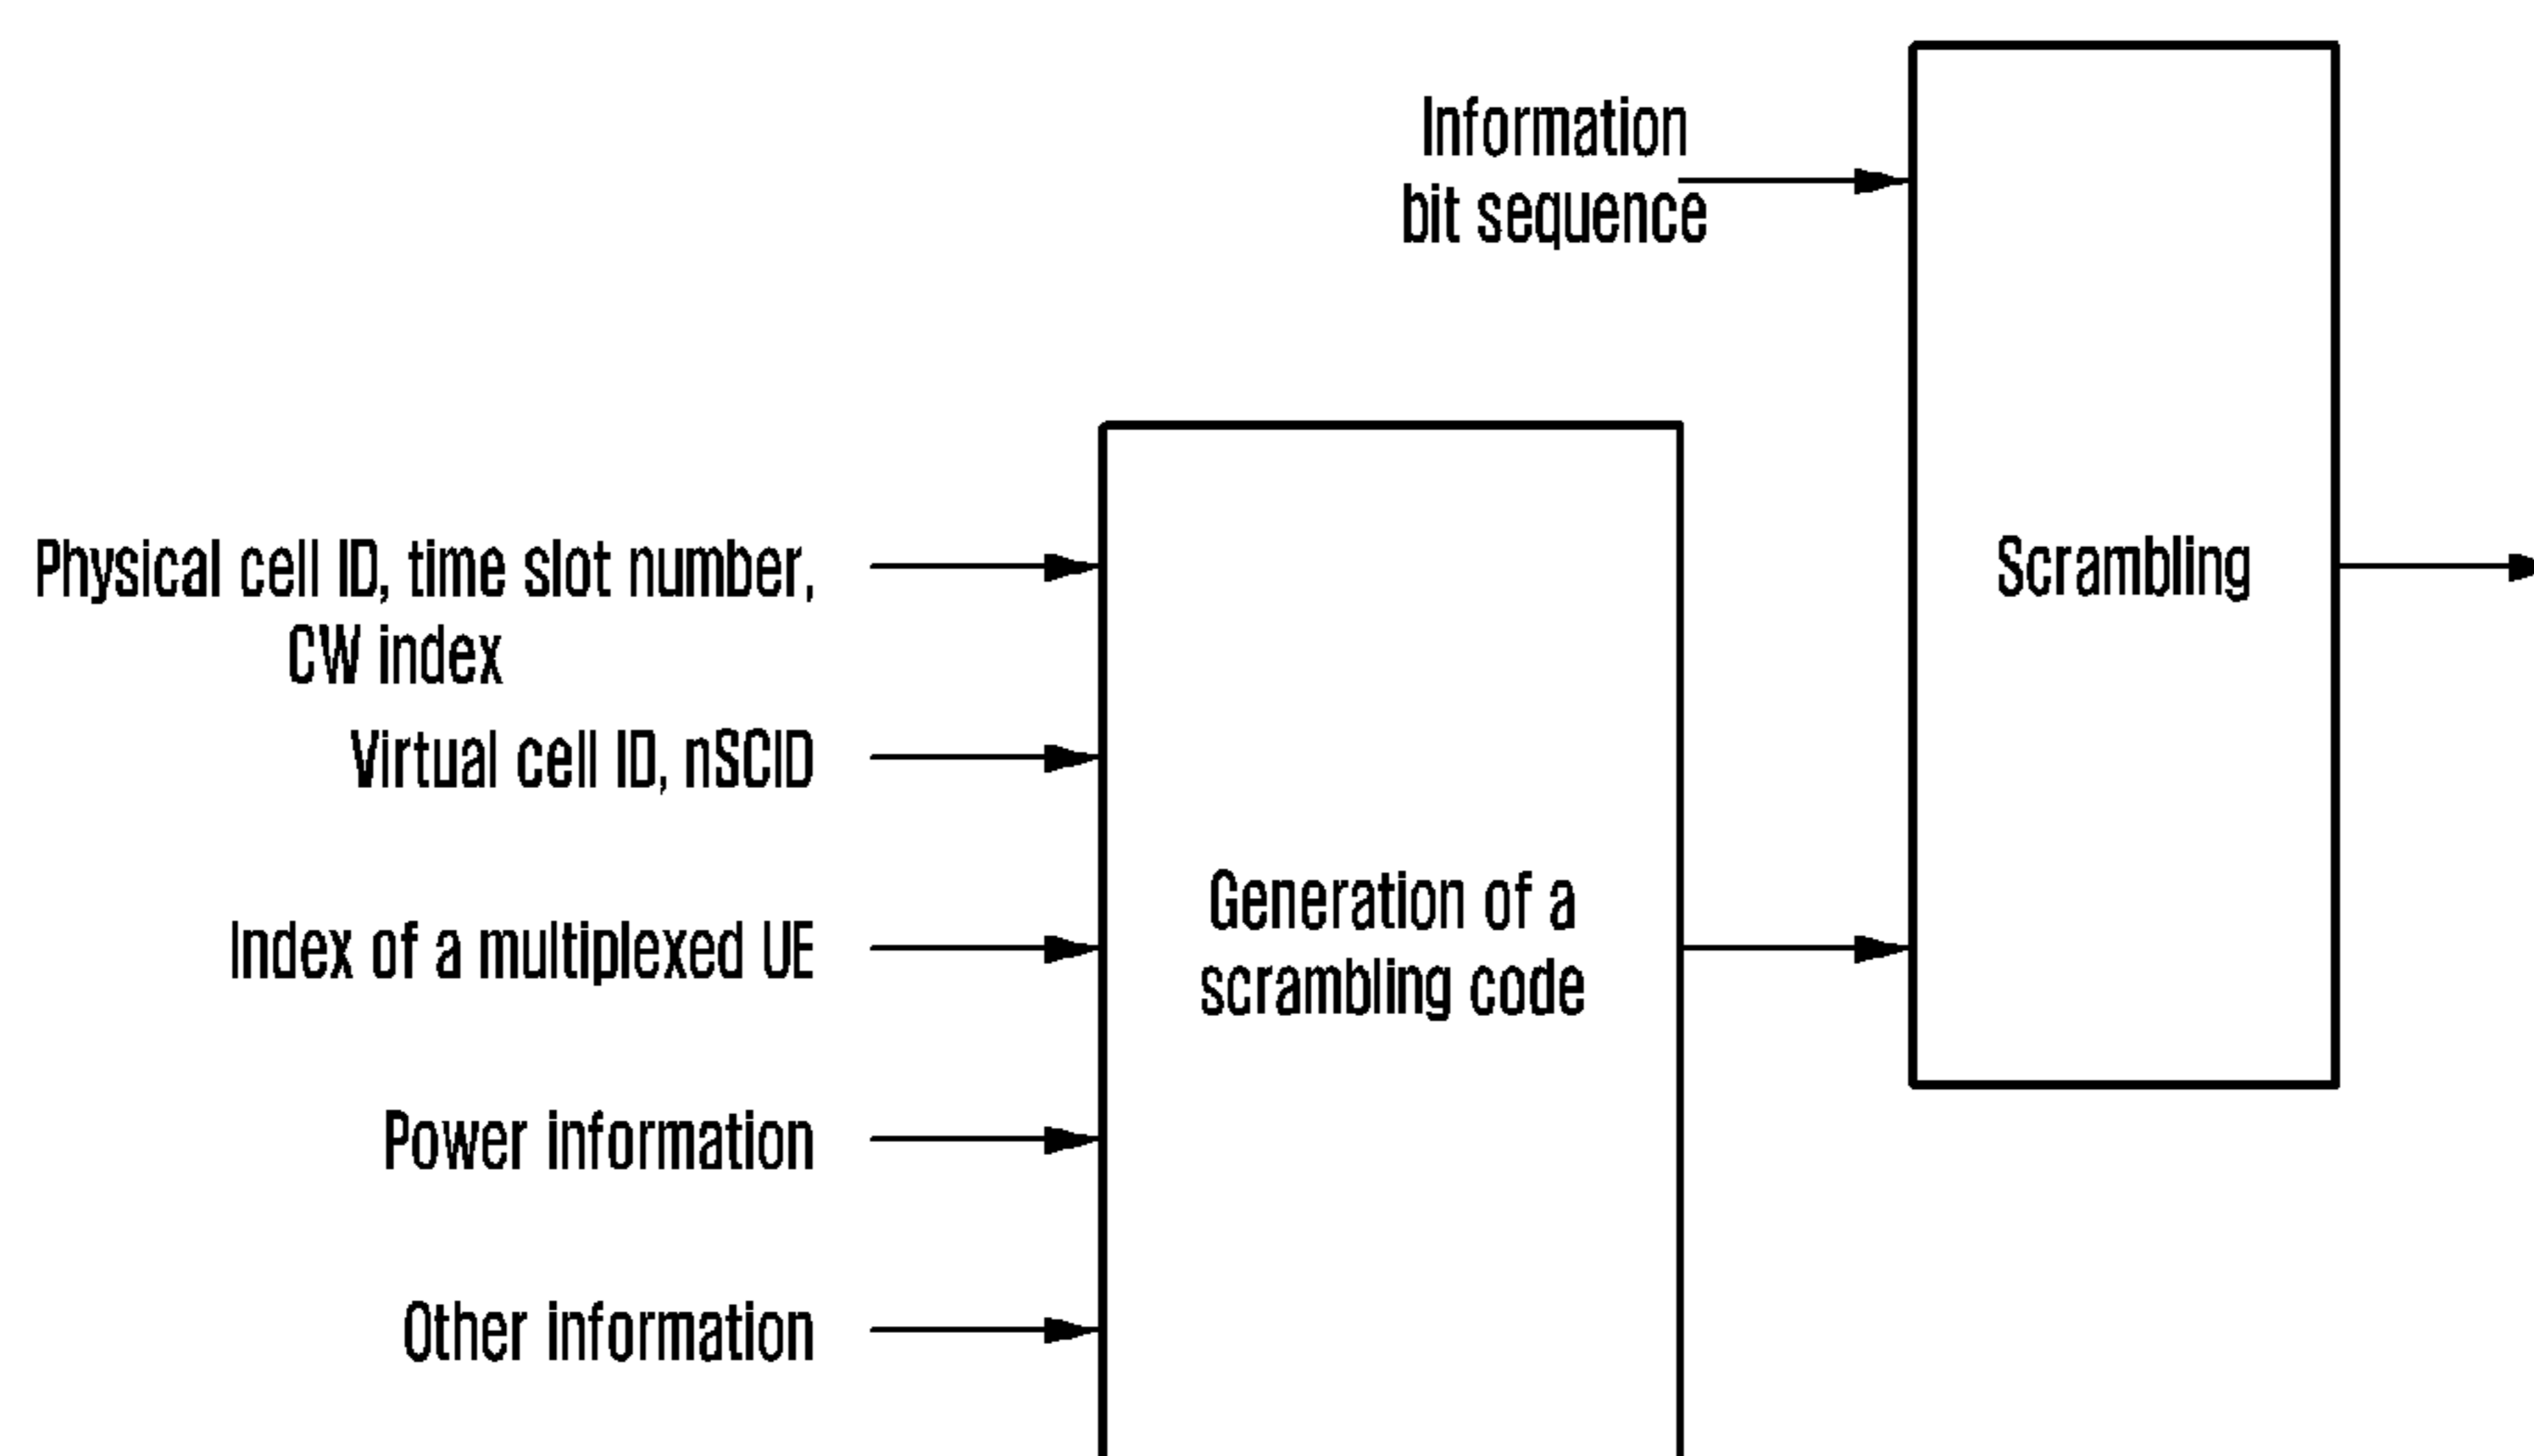 Information
bit sequence
Scrambling
Physical cell ID, time slot number,
CW index
Virtual cell ID, nSCID
Generation of a
scrambling code
Index of a multiplexed UE
Power information
Other information